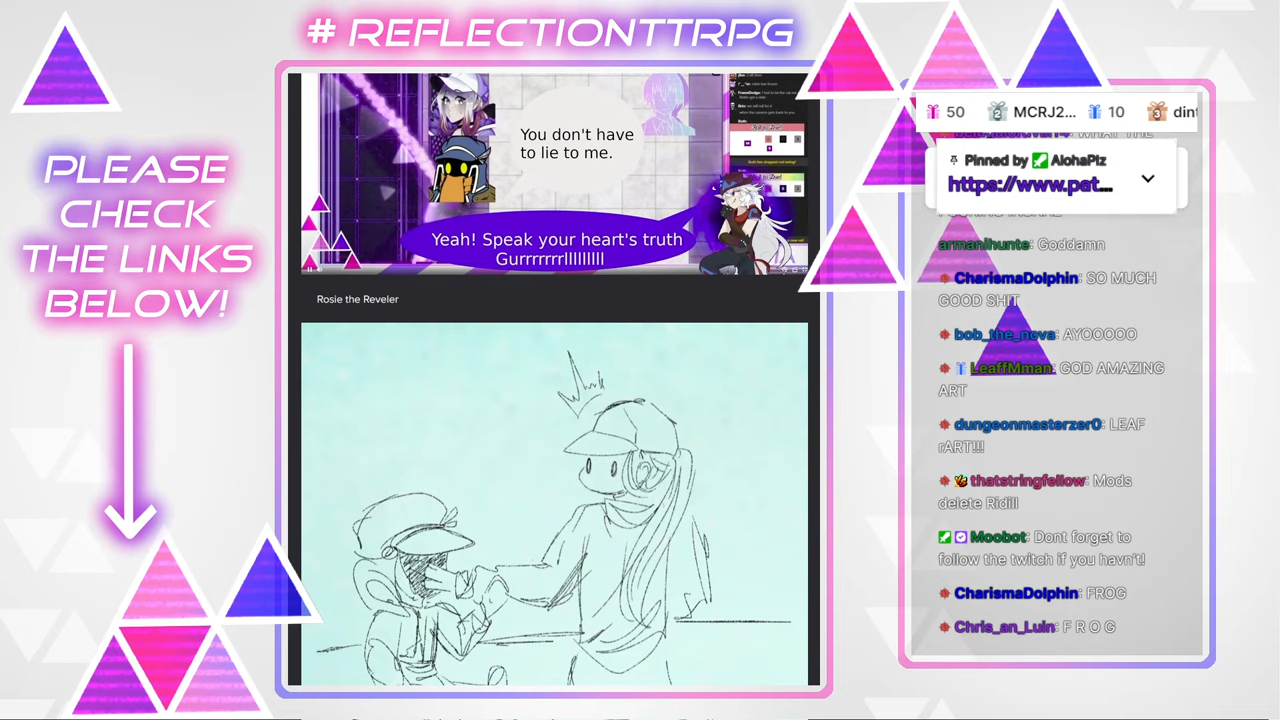 # REFLECTIONTTRPG
PLEASE
CHECK
THE LINKS
BELOW!
You don't have
to lie to me.
Yeah! Speak your heart's truth
Gurrrrrrrlllllllll
Rosie the Reveler
50
2 MCRJ2...
10
3
Pinned by AlohaPlz
https://www.pat...
armanihunte: Goddamn
CharismaDolphin: SO MUCH
GOOD SHIT
bob_the_nova: AYOOOOO
LeaffMman: GOD AMAZING
ART
dungeonmasterzer0: LEAF
rART!!!
thatstringfellow: Mods
delete Ridill
Moobot: Dont forget to
follow the twitch if you havn't!
CharismaDolphin: FROG
Chris_an_Luin: F R O G